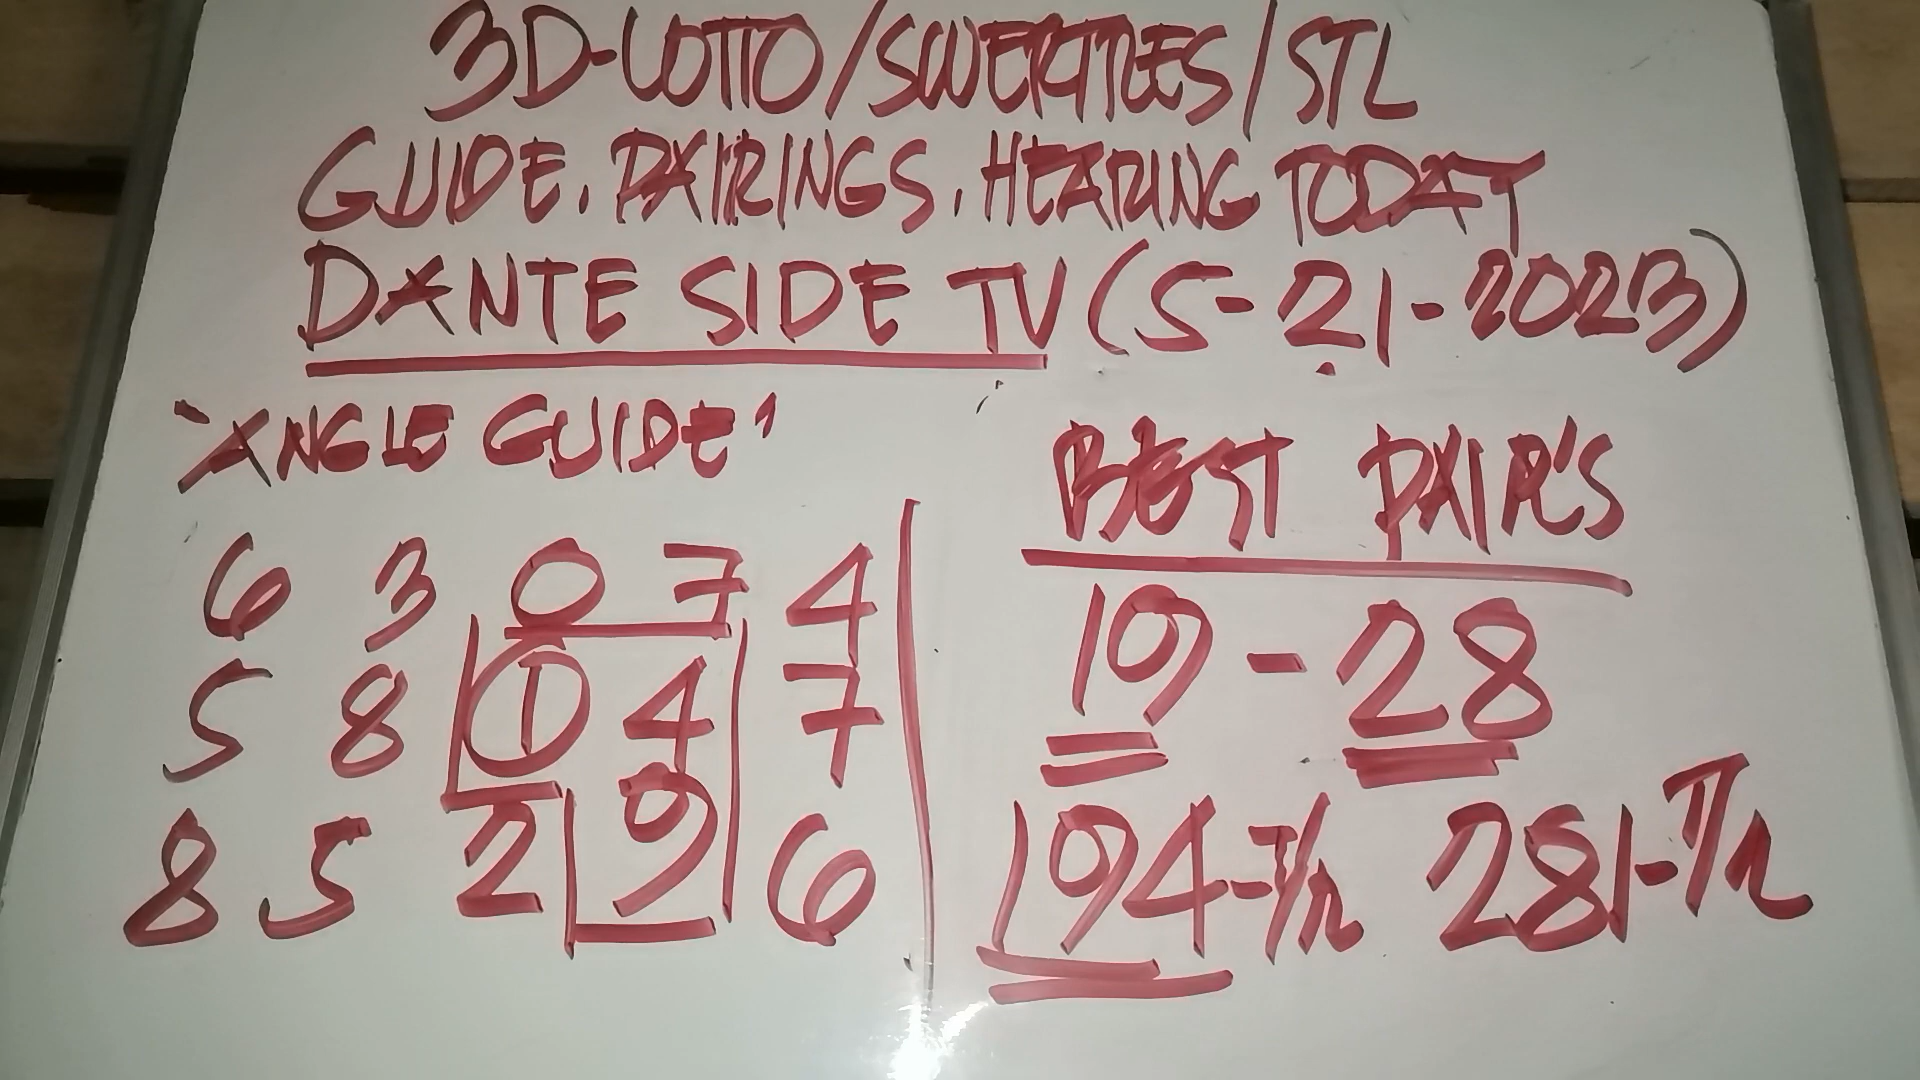 3D-LOTTO/SWERTRES/STL
GUIDE, PAIRINGS, HEARING TODAY
DANTE SIDE TV (5-21-2023)
"ANGLE GUIDE"
6 3 0 7 4
5 8 1 4 7
8 5 2 9 6
BEST PAIR'S
19 - 28
194-T/R 281-T/R